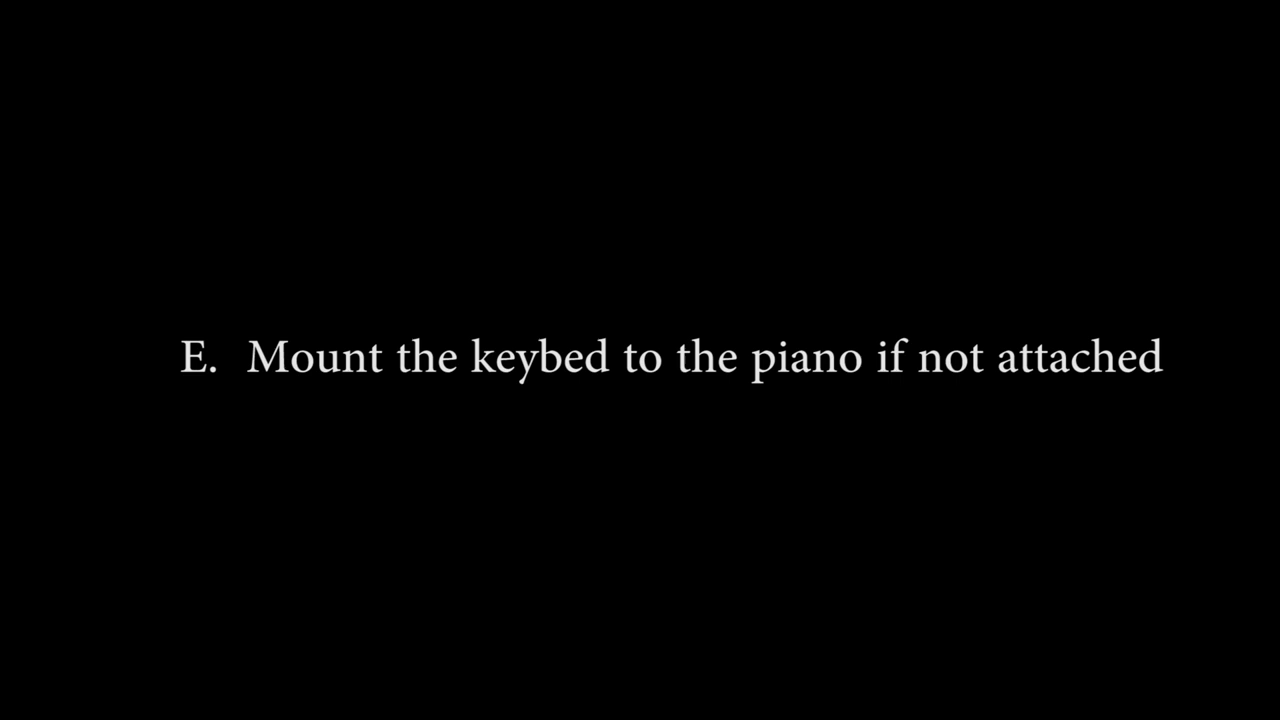 E. Mount the keybed to the piano if not attached